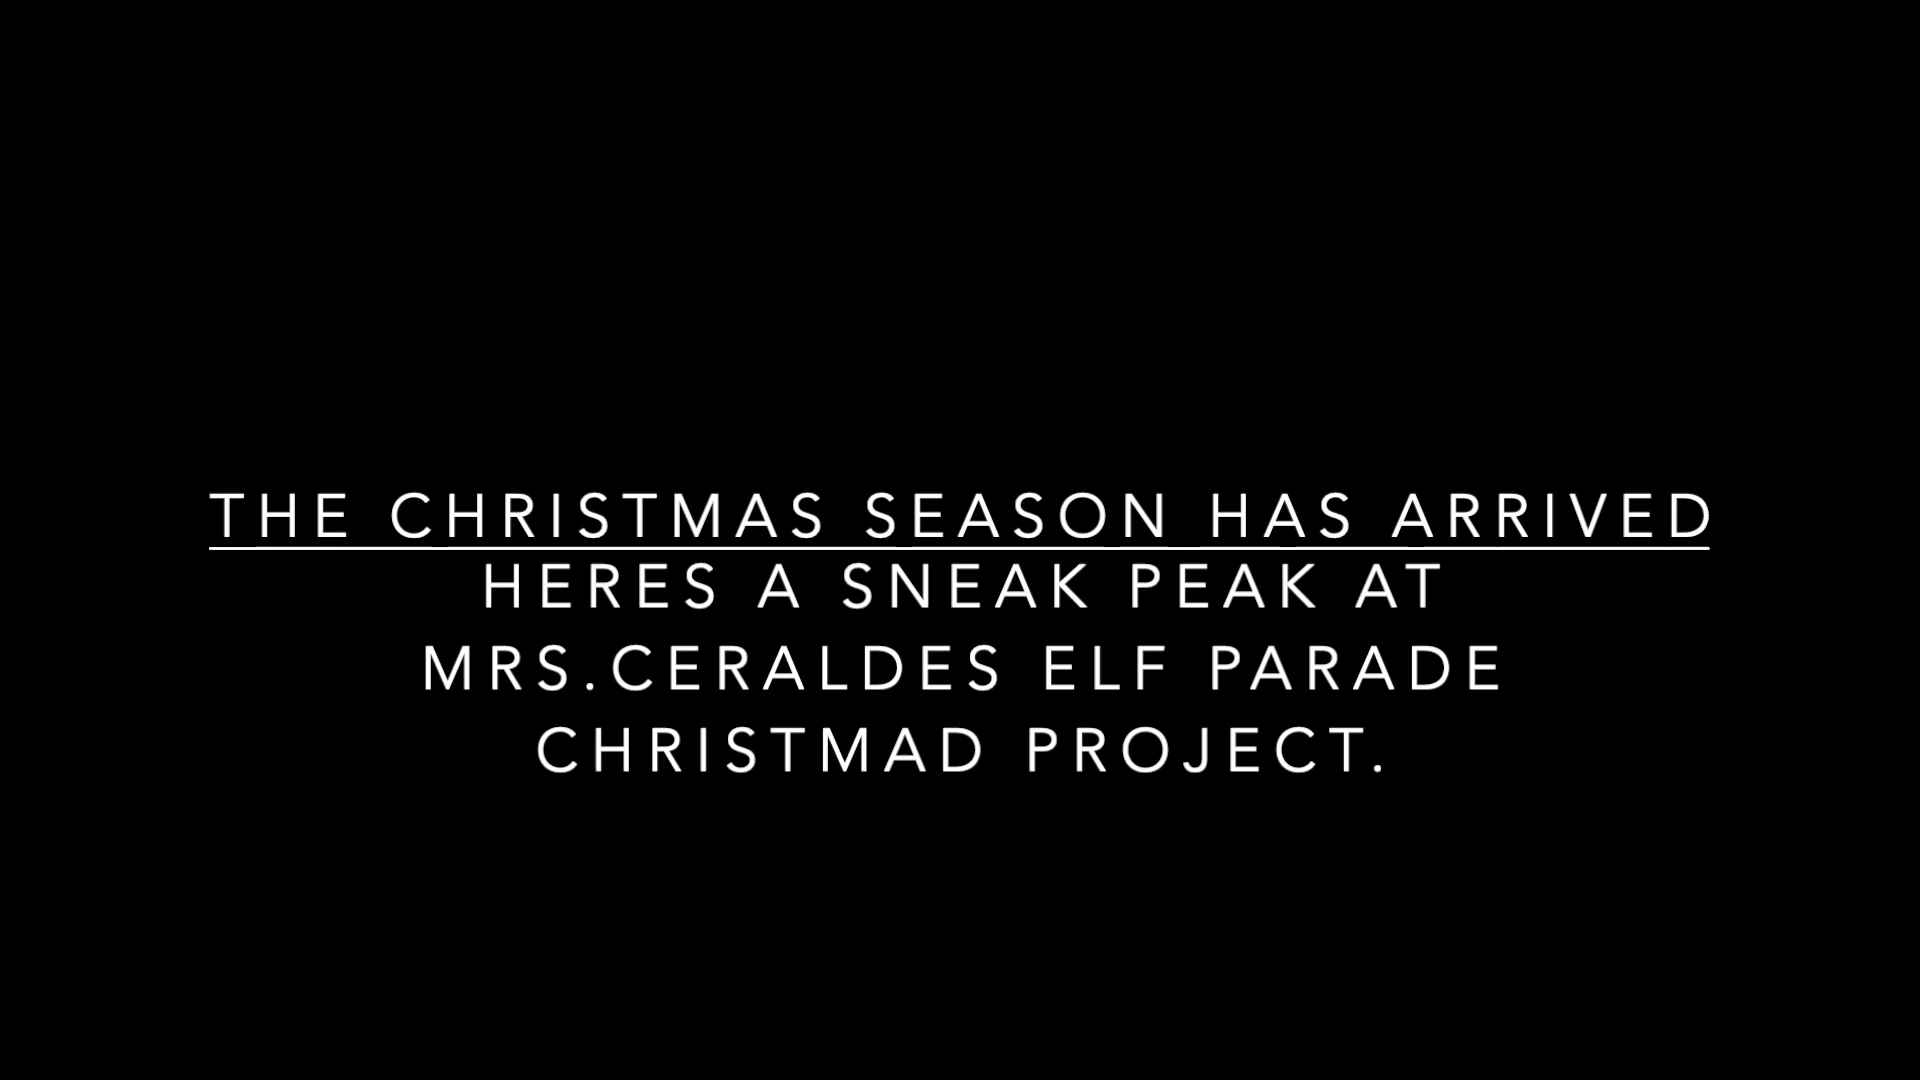 THE CHRISTMAS SEASON HAS ARRIVED
HERES A SNEAK PEAK AT
MRS.CERALDES ELF PARADE
CHRISTMAD PROJECT.